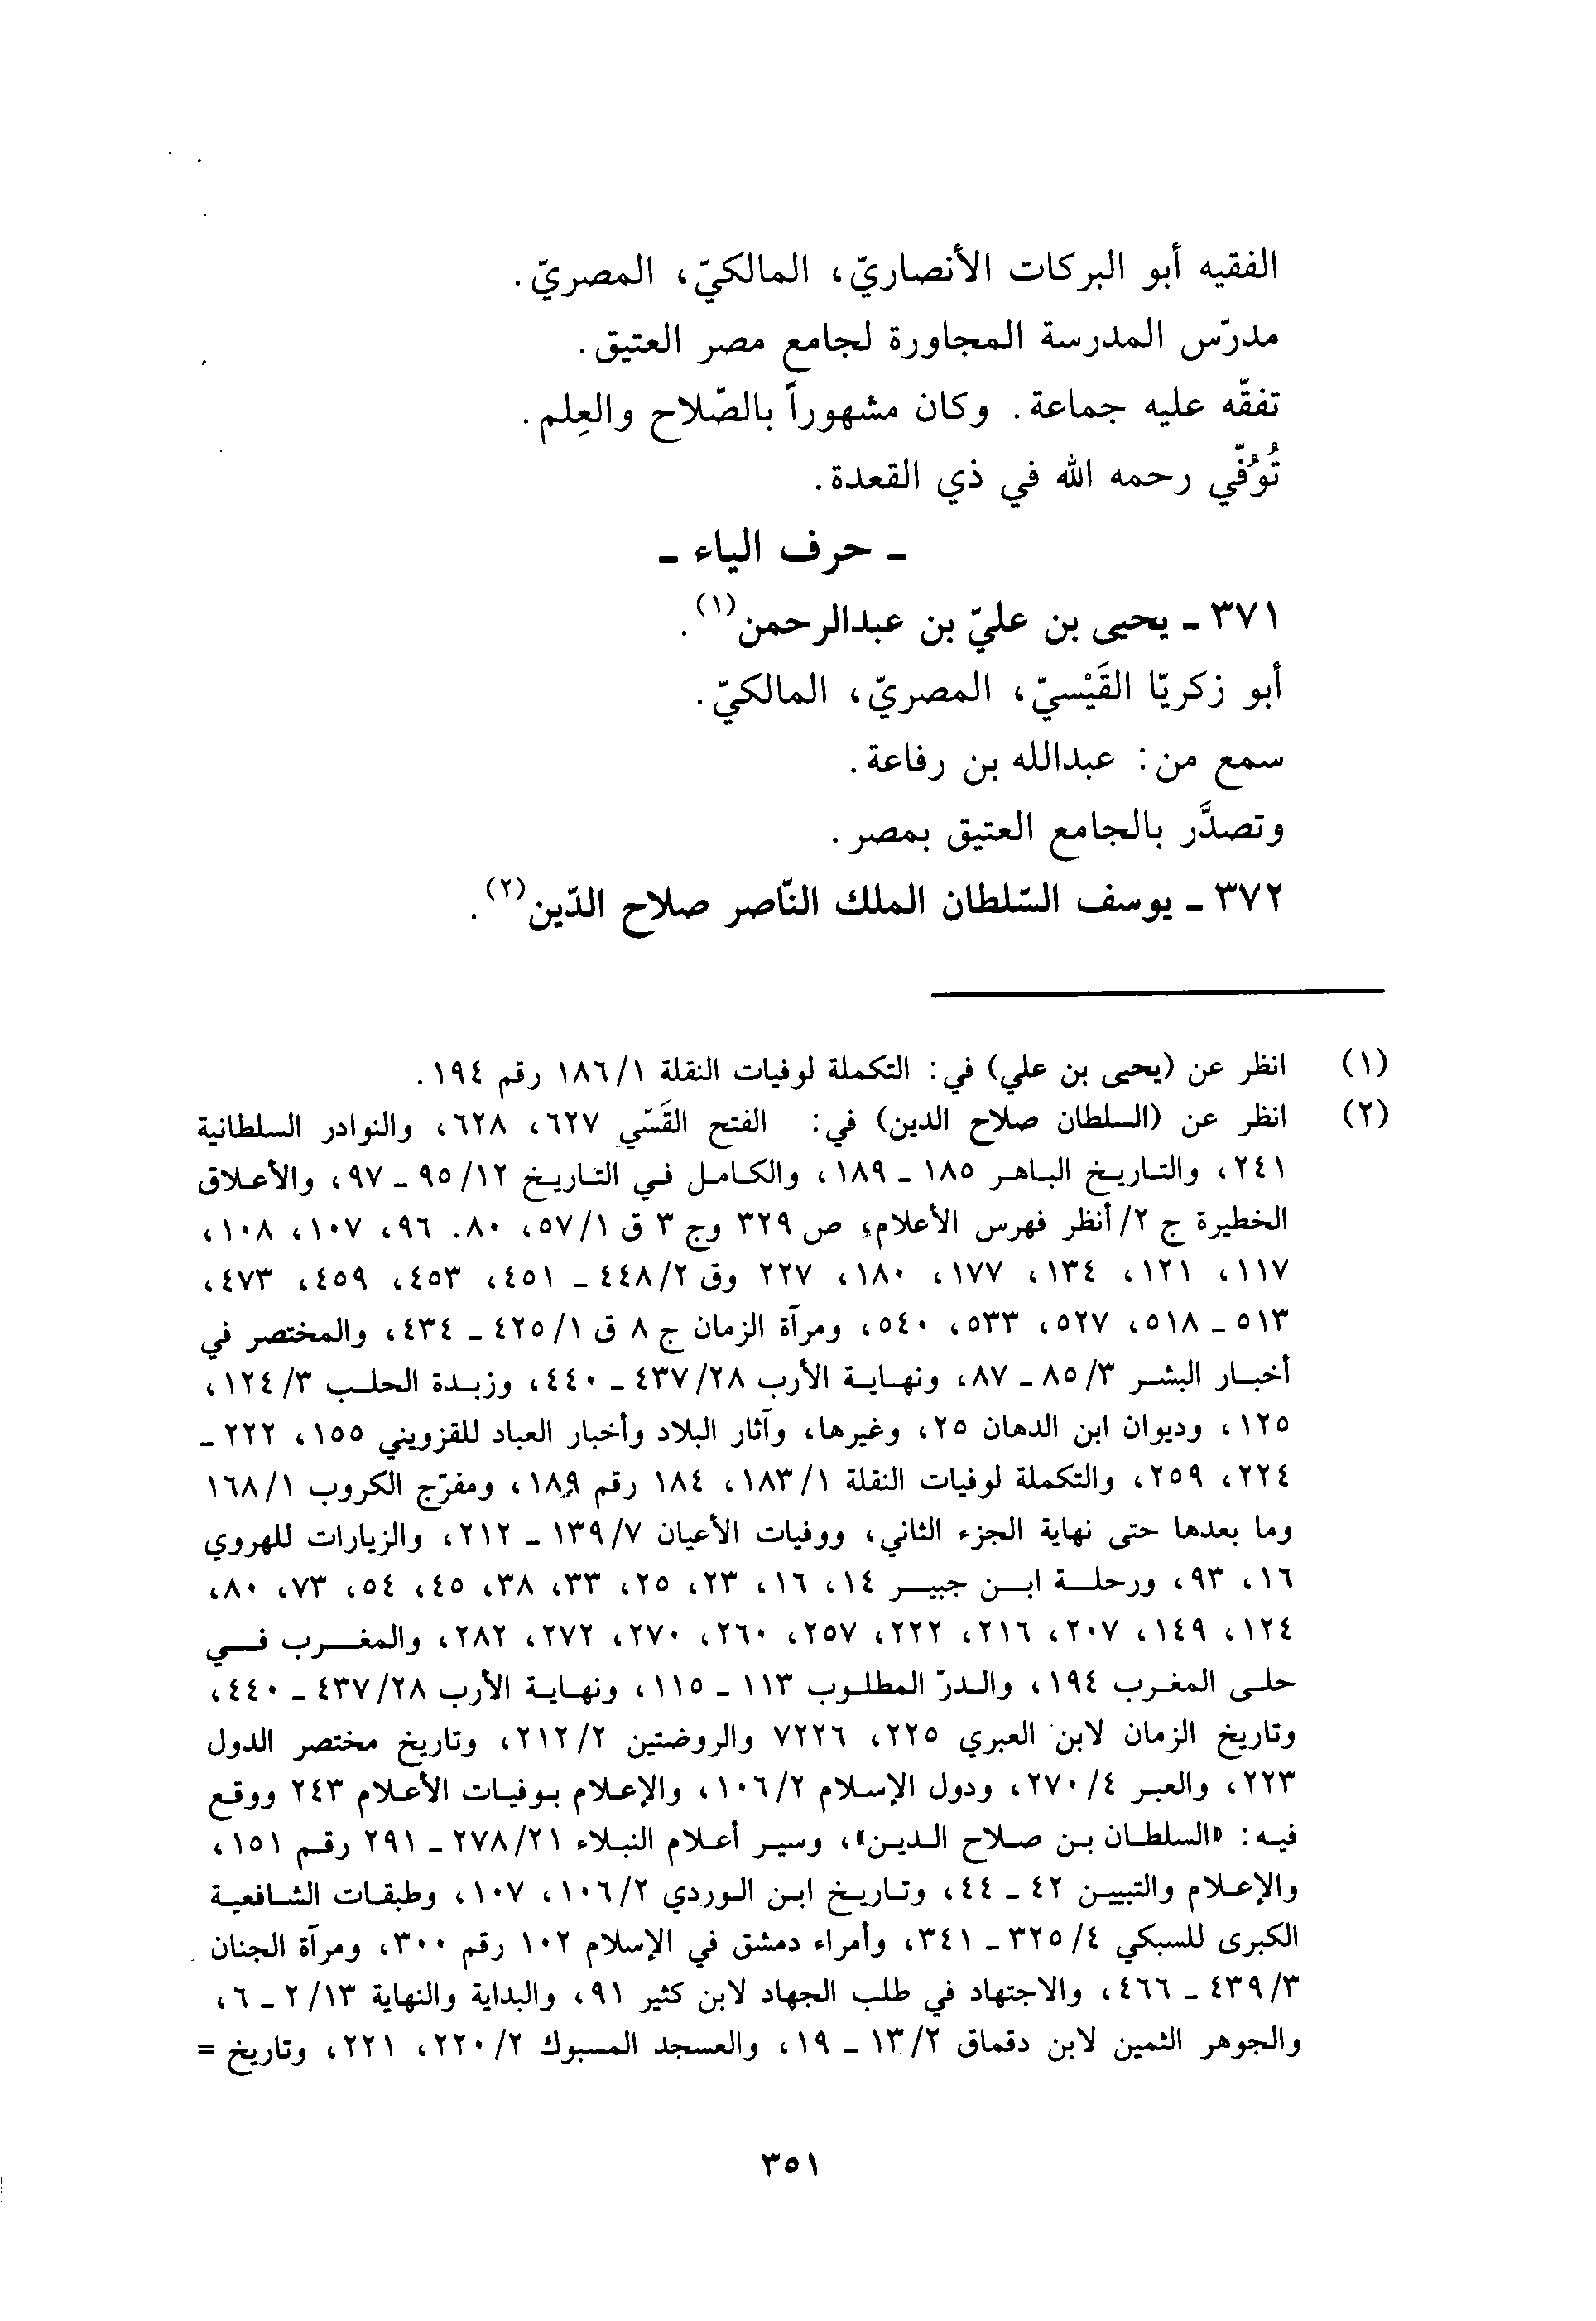 الفقيه أبو البركات الأنصاريّ، المالكيّ، المصريّ.
مدرّس المدرسة المجاورة لجامع مصر العتيق.
تفقّه عليه جماعة. وكان مشهوراً بالصّلاح والعِلم.
تُوُفّي رحمه الله في ذي القعدة.
- حرف الياء -
٣٧١ - يحيى بن عليّ بن عبدالرحمن(١).
أبو زكريّا القَيْسيّ، المصريّ، المالكيّ.
سمع من: عبدالله بن رفاعة.
وتصدَّر بالجامع العتيق بمصر.
٣٧٢ - يوسف السّلطان الملك النّاصر صلاح الدّين(٢).
(١) انظر عن (يحيى بن علي) في: التكملة لوفيات النقلة ١/١٨٦ رقم ١٩٤.
(٢) انظر عن (السلطان صلاح الدين) في: الفتح القسّي ٦٢٧، ٦٢٨، والنوادر السلطانية
٢٤١، والتاريخ الباهر ١٨٥ - ١٨٩، والكامل في التاريخ ١٢/٩٥ - ٩٧، والأعلاق
الخطيرة ج ٢/أنظر فهرس الأعلام، ص ٣٢٩ وج ٣ ق ١/٥٧، ٨٠. ٩٦، ١٠٧، ١٠٨،
١١٧، ١٢١، ١٣٤، ١٧٧، ١٨٠، ٢٢٧ وق ٢/٤٤٨ - ٤٥١، ٤٥٣، ٤٥٩، ٤٧٣،
٥١٣ - ٥١٨، ٥٢٧، ٥٣٣، ٥٤٠، ومرآة الزمان ج ٨ ق ١/٤٢٥ - ٤٣٤، والمختصر في
أخبار البشر ٣/٨٥ - ٨٧، ونهاية الأرب ٢٨/٤٣٧ - ٤٤٠، وزبدة الحلب ٣/١٢٤،
١٢٥، وديوان ابن الدهان ٢٥، وغيرها، وآثار البلاد وأخبار العباد للقزويني ١٥٥، ٢٢٢ -
٢٢٤، ٢٥٩، والتكملة لوفيات النقلة ١/١٨٣، ١٨٤ رقم ١٨٩، ومفرّج الكروب ١/١٦٨
وما بعدها حتى نهاية الجزء الثاني، ووفيات الأعيان ٧/١٣٩ - ٢١٢، والزيارات للهروي
١٦، ٩٣، ورحلة ابن جبير ١٤، ١٦، ٢٣، ٢٥، ٣٣، ٣٨، ٤٥، ٥٤، ٧٣، ٨٠،
١٢٤، ١٤٩، ٢٠٧، ٢١٦، ٢٢٢، ٢٥٧، ٢٦٠، ٢٧٠، ٢٧٢، ٢٨٢، والمغرب في
حلى المغرب ١٩٤، والدرّ المطلوب ١١٣ - ١١٥، ونهاية الأرب ٢٨/٤٣٧ - ٤٤٠،
وتاريخ الزمان لابن العبري ٢٢٥، ٧٢٢٦ والروضتين ٢/٢١٢، وتاريخ مختصر الدول
٢٢٣، والعبر ٤/٢٧٠، ودول الإسلام ٢/١٠٦، والإعلام بوفيات الأعلام ٢٤٣ ووقع
فيه: «السلطان بن صلاح الدين»، وسير أعلام النبلاء ٢١/٢٧٨ - ٢٩١ رقم ١٥١،
والإعلام والتبيين ٤٢ - ٤٤، وتاريخ ابن الوردي ٢/١٠٦، ١٠٧، وطبقات الشافعية
الكبرى للسبكي ٤/٣٢٥ - ٣٤١، وأمراء دمشق في الإسلام ١٠٢ رقم ٣٠٠، ومرآة الجنان
٣/٤٣٩ - ٤٦٦، والاجتهاد في طلب الجهاد لابن كثير ٩١، والبداية والنهاية ١٣/٢ - ٦،
والجوهر الثمين لابن دقماق ٢/١٣ - ١٩، والعسجد المسبوك ٢/٢٢٠، ٢٢١، وتاريخ =
٣٥١